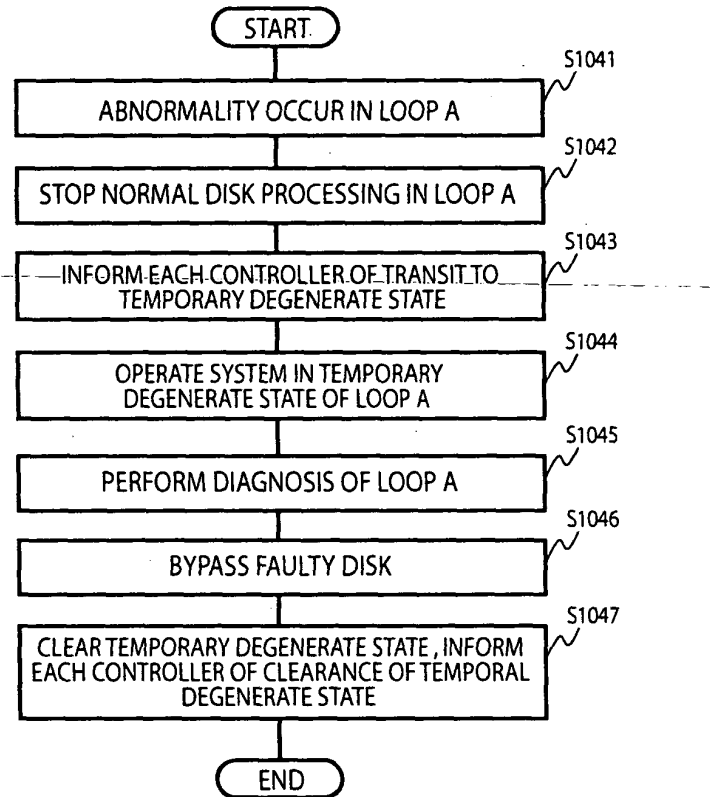 START
S1041
ABNORMALITY OCCUR IN LOOP A
S1042
STOP NORMAL DISK PROCESSING IN LOOP A
S1043
INFORM EACH CONTROLLER OF TRANSIT TO
TEMPORARY DEGENERATE STATE
S1044
OPERATE SYSTEM IN TEMPORARY
DEGENERATE STATE OF LOOP A
S1045
PERFORM DIAGNOSIS OF LOOP A
S1046
BYPASS FAULTY DISK
S1047
CLEAR TEMPORARY DEGENERATE STATE , INFORM
EACH CONTROLLER OF CLEARANCE OF TEMPORAL
DEGENERATE STATE
END